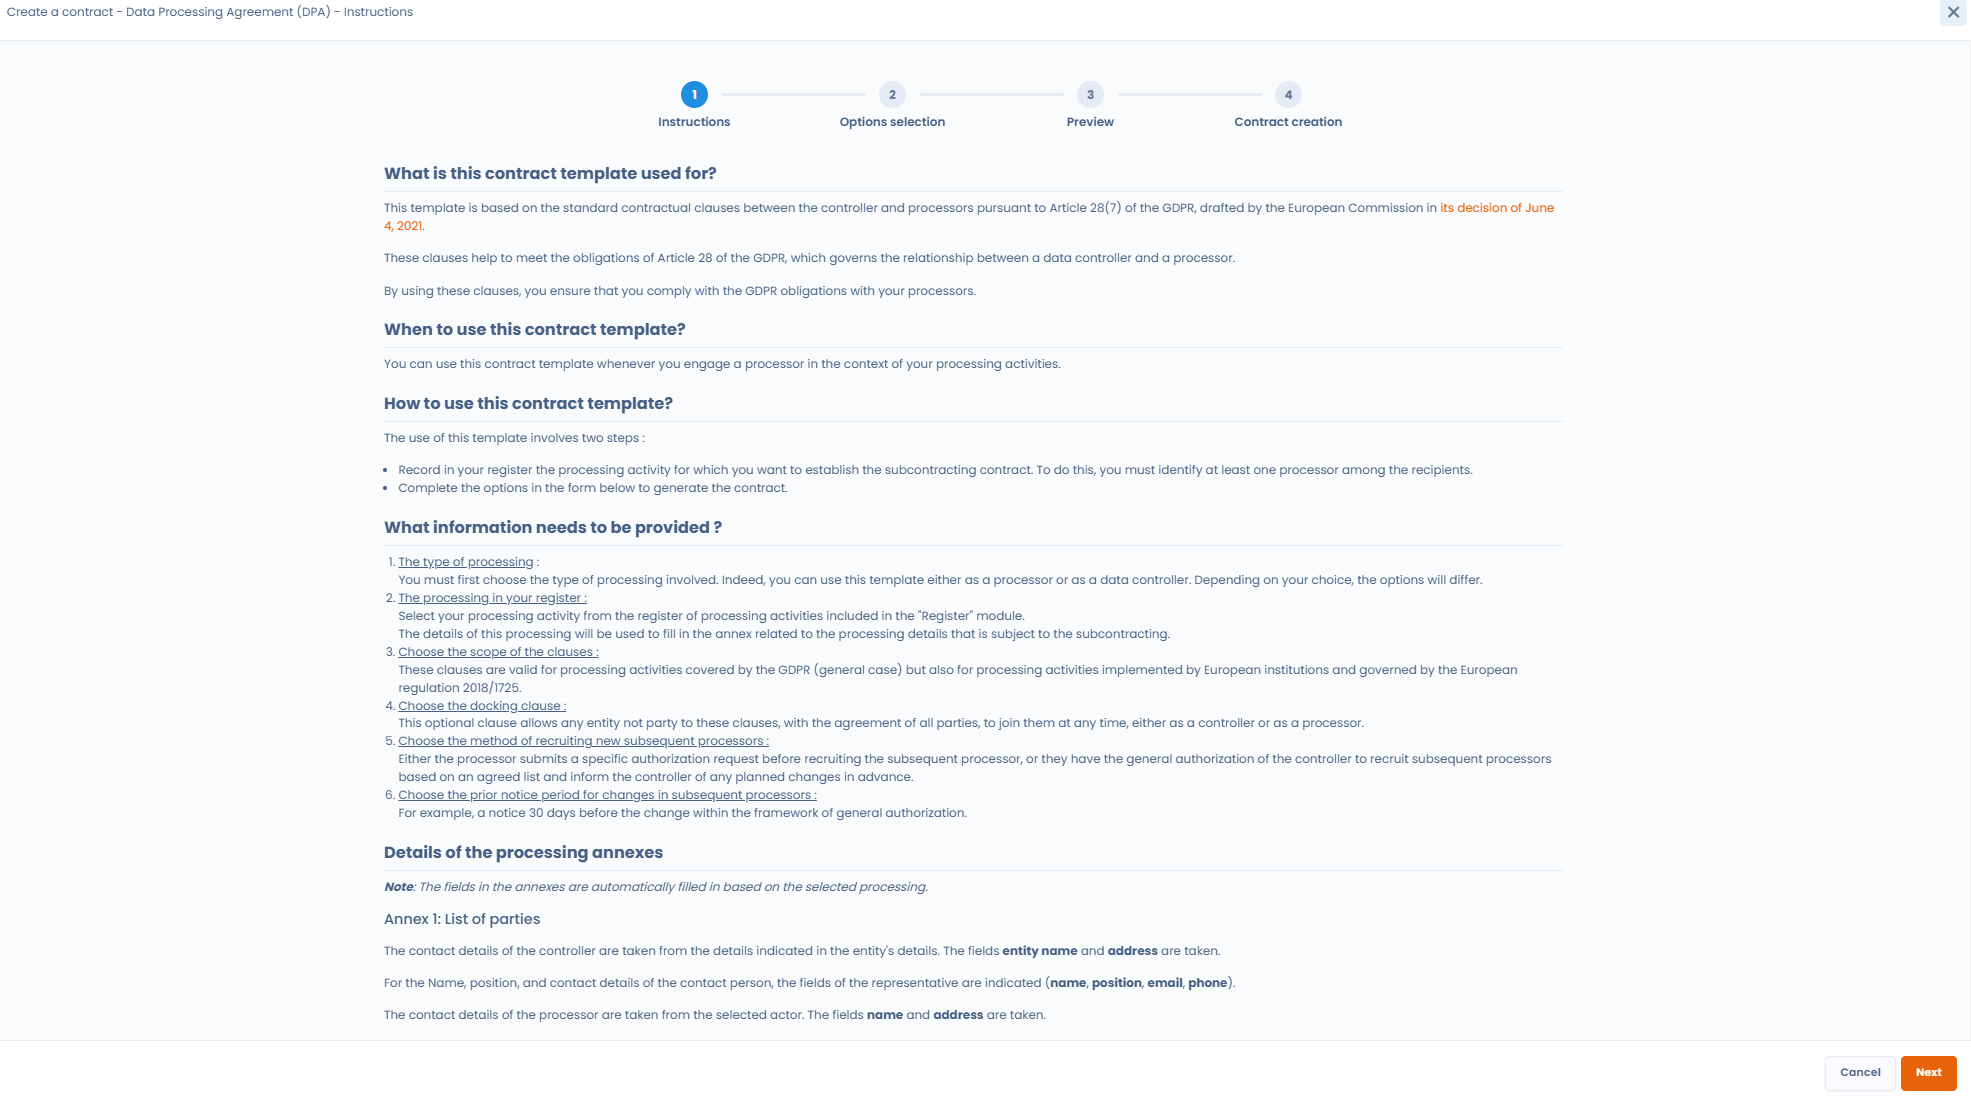 Create a contract - Data Processing Agreement (DPA) - Instructions
1
2
3
4
Instructions
Options selection
Preview
Contract creation
What is this contract template used for?
This template is based on the standard contractual clauses between the controller and processors pursuant to Article 28(7) of the GDPR, drafted by the European Commission in its decision of June
4, 2021.
These clauses help to meet the obligations of Article 28 of the GDPR, which governs the relationship between a data controller and a processor.
By using these clauses, you ensure that you comply with the GDPR obligations with your processors.
When to use this contract template?
You can use this contract template whenever you engage a processor in the context of your processing activities.
How to use this contract template?
The use of this template involves two steps :
• Record in your register the processing activity for which you want to establish the subcontracting contract. To do this, you must identify at least one processor among the recipients.
• Complete the options in the form below to generate the contract.
What information needs to be provided ?
1. The type of processing :
You must first choose the type of processing involved. Indeed, you can use this template either as a processor or as a data controller. Depending on your choice, the options will differ.
2. The processing in your register :
Select your processing activity from the register of processing activities included in the "Register" module.
The details of this processing will be used to fill in the annex related to the processing details that is subject to the subcontracting.
3. Choose the scope of the clauses :
These clauses are valid for processing activities covered by the GDPR (general case) but also for processing activities implemented by European institutions and governed by the European
regulation 2018/1725.
4. Choose the docking clause :
This optional clause allows any entity not party to these clauses, with the agreement of all parties, to join them at any time, either as a controller or as a processor.
5. Choose the method of recruiting new subsequent processors :
Either the processor submits a specific authorization request before recruiting the subsequent processor, or they have the general authorization of the controller to recruit subsequent processors
based on an agreed list and inform the controller of any planned changes in advance.
6. Choose the prior notice period for changes in subsequent processors :
For example, a notice 30 days before the change within the framework of general authorization.
Details of the processing annexes
Note: The fields in the annexes are automatically filled in based on the selected processing.
Annex 1: List of parties
The contact details of the controller are taken from the details indicated in the entity's details. The fields entity name and address are taken.
For the Name, position, and contact details of the contact person, the fields of the representative are indicated (name, position, email, phone).
The contact details of the processor are taken from the selected actor. The fields name and address are taken.
Cancel
Next